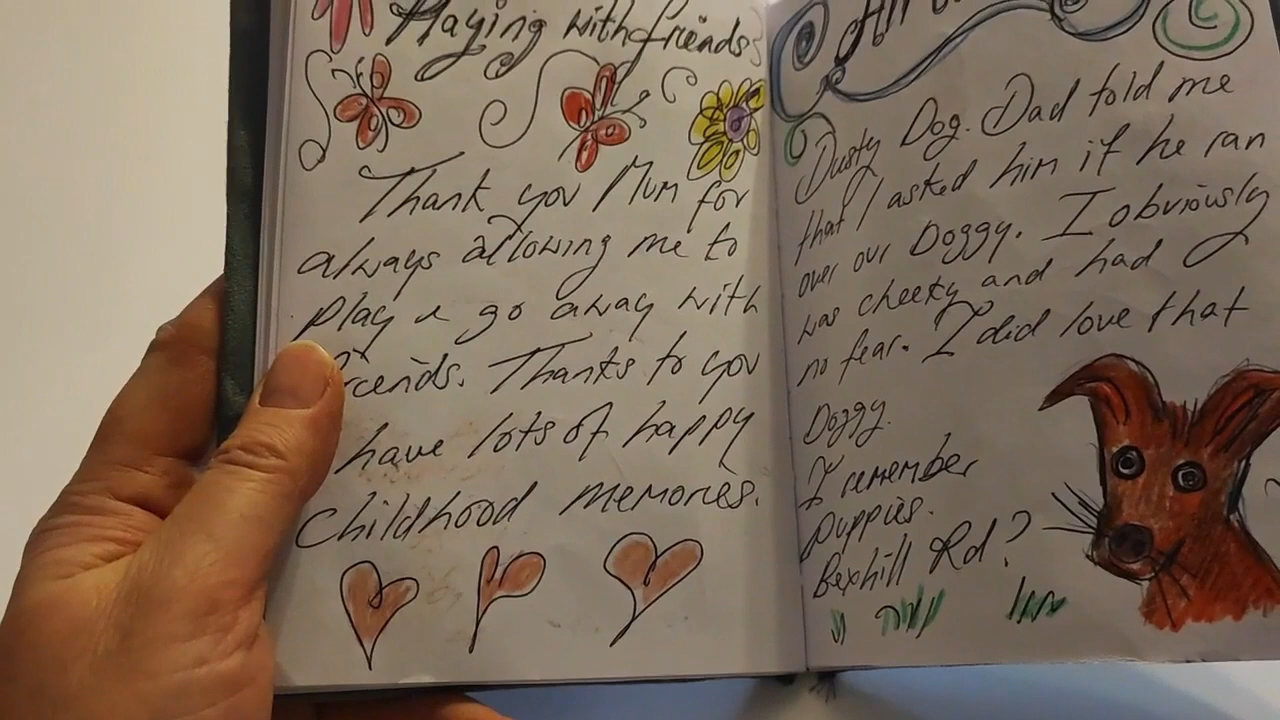 Playing with friends
Thank you Mum for
always allowing me to
play & go away with
friends. Thanks to you
have lots of happy
Childhood memories.
Dusty Dog. Dad told me
that I asked him if he ran
over our Doggy. I obviously
was cheeky and had
no fear. I did love that
Doggy.
I remember
puppies.
Bexhill Rd?